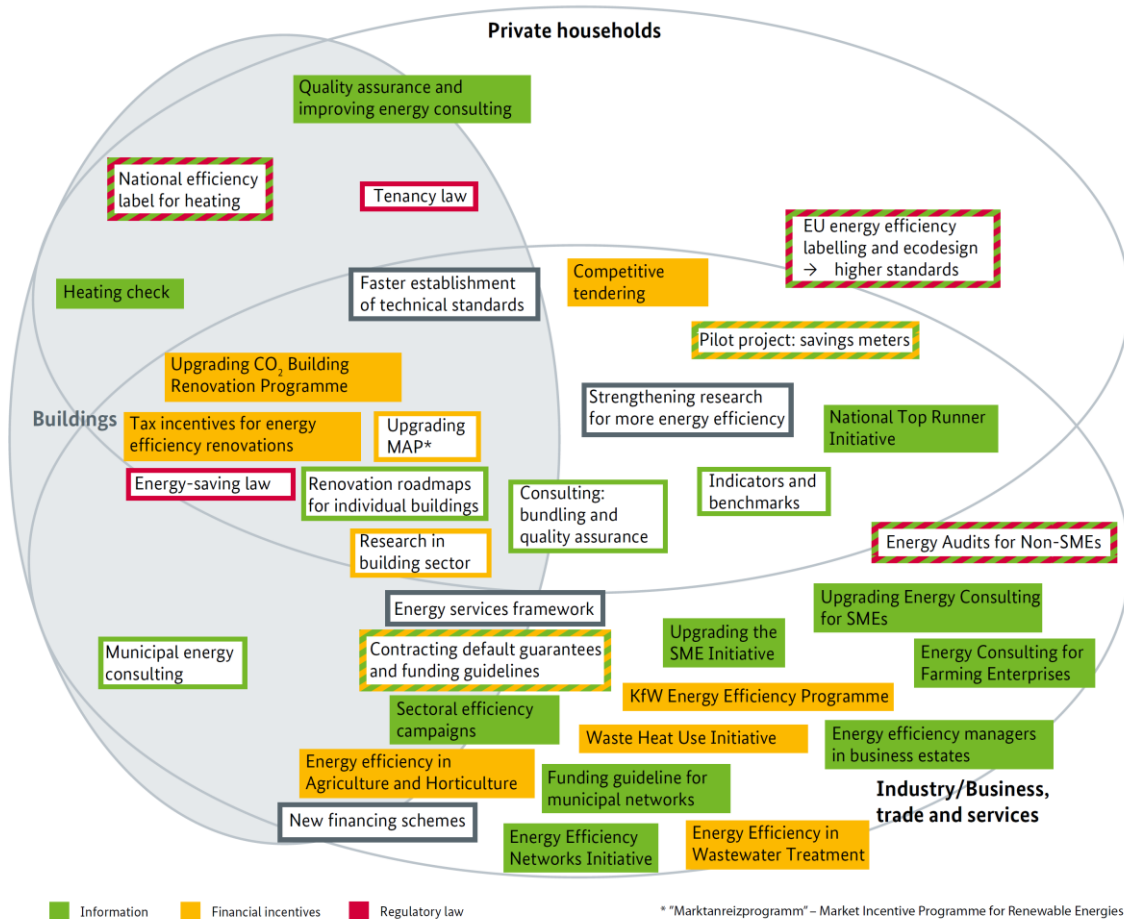 Private households
Quality assurance and
improving energy consulting
National efficiency
label for heating
Tenancy law
EU energy efficiency
labelling and ecodesign
→ higher standards
Heating check
Faster establishment
of technical standards
Competitive
tendering
Pilot project: savings meters
Upgrading CO₂ Building
Renovation Programme
Strengthening research
for more energy efficiency
National Top Runner
Initiative
Buildings
Tax incentives for energy
efficiency renovations
Upgrading
MAP*
Energy-saving law
Renovation roadmaps
for individual buildings
Consulting:
bundling and
quality assurance
Indicators and
benchmarks
Research in
building sector
Energy Audits for Non-SMEs
Energy services framework
Upgrading Energy Consulting
for SMEs
Municipal energy
consulting
Contracting default guarantees
and funding guidelines
Upgrading the
SME Initiative
Energy Consulting for
Farming Enterprises
KfW Energy Efficiency Programme
Sectoral efficiency
campaigns
Waste Heat Use Initiative
Energy efficiency managers
in business estates
Energy efficiency in
Agriculture and Horticulture
Funding guideline for
municipal networks
Industry/Business,
trade and services
New financing schemes
Energy Efficiency
Networks Initiative
Energy Efficiency in
Wastewater Treatment
Information
Financial incentives
Regulatory law
* "Marktanreizprogramm" – Market Incentive Programme for Renewable Energies